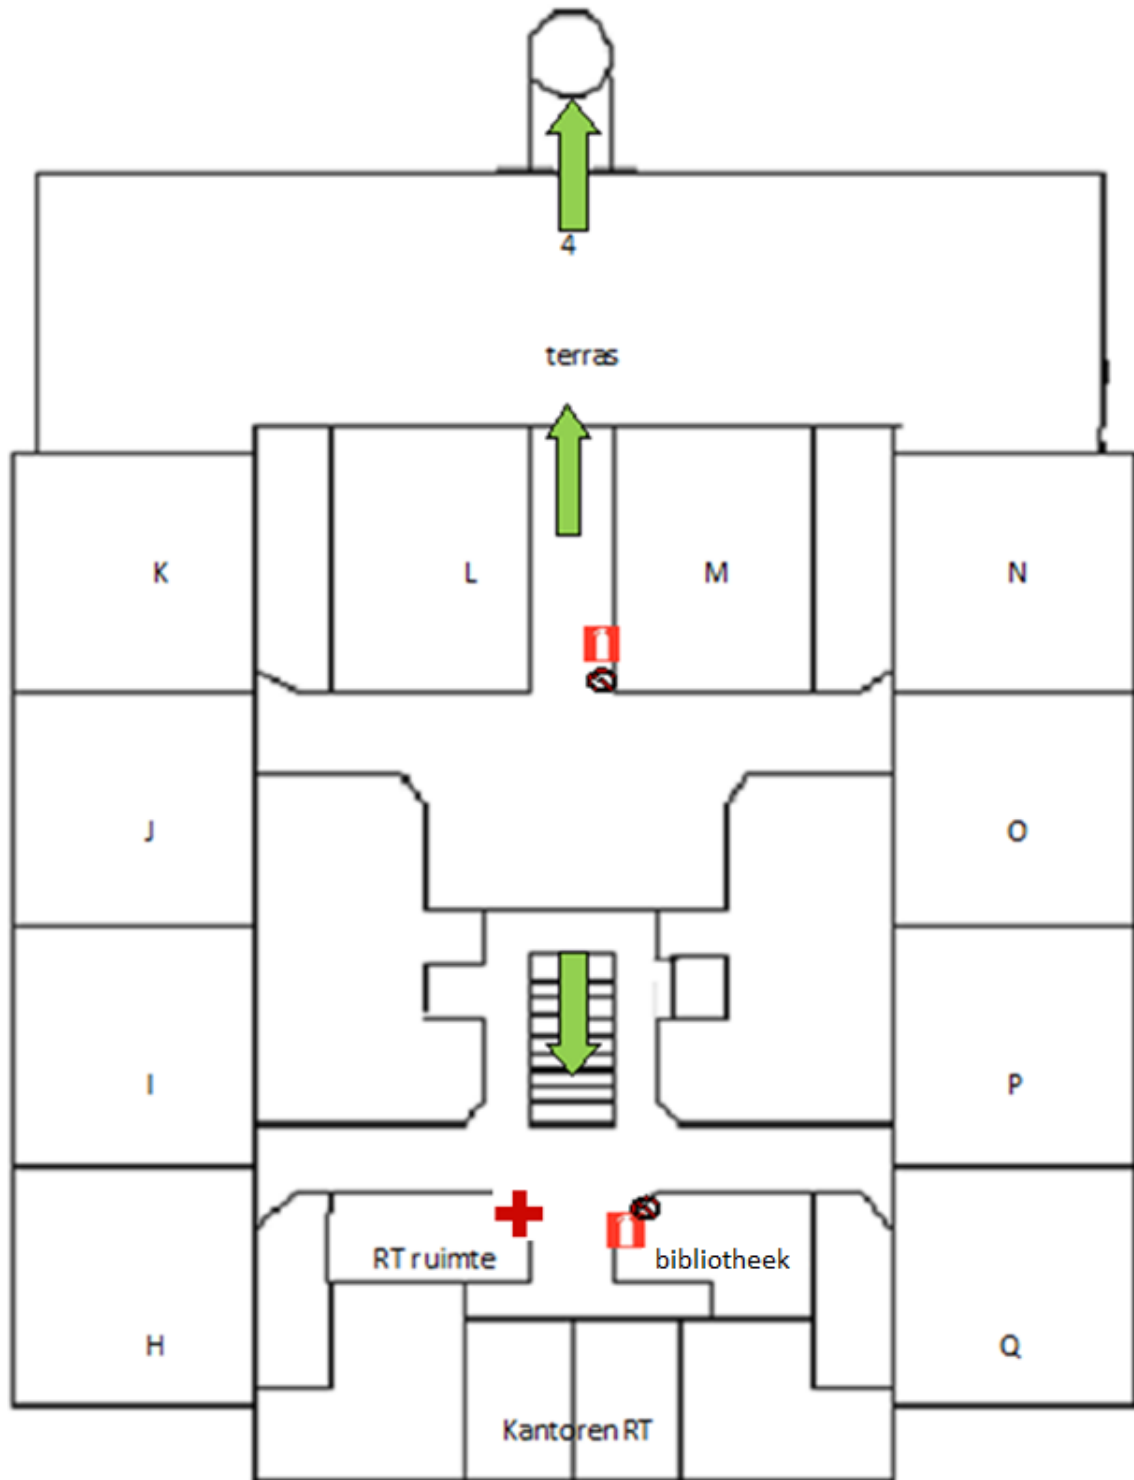 4
terras
K
L
M
N
J
O
I
P
RT ruimte
bibliotheek
H
Q
Kantoren RT